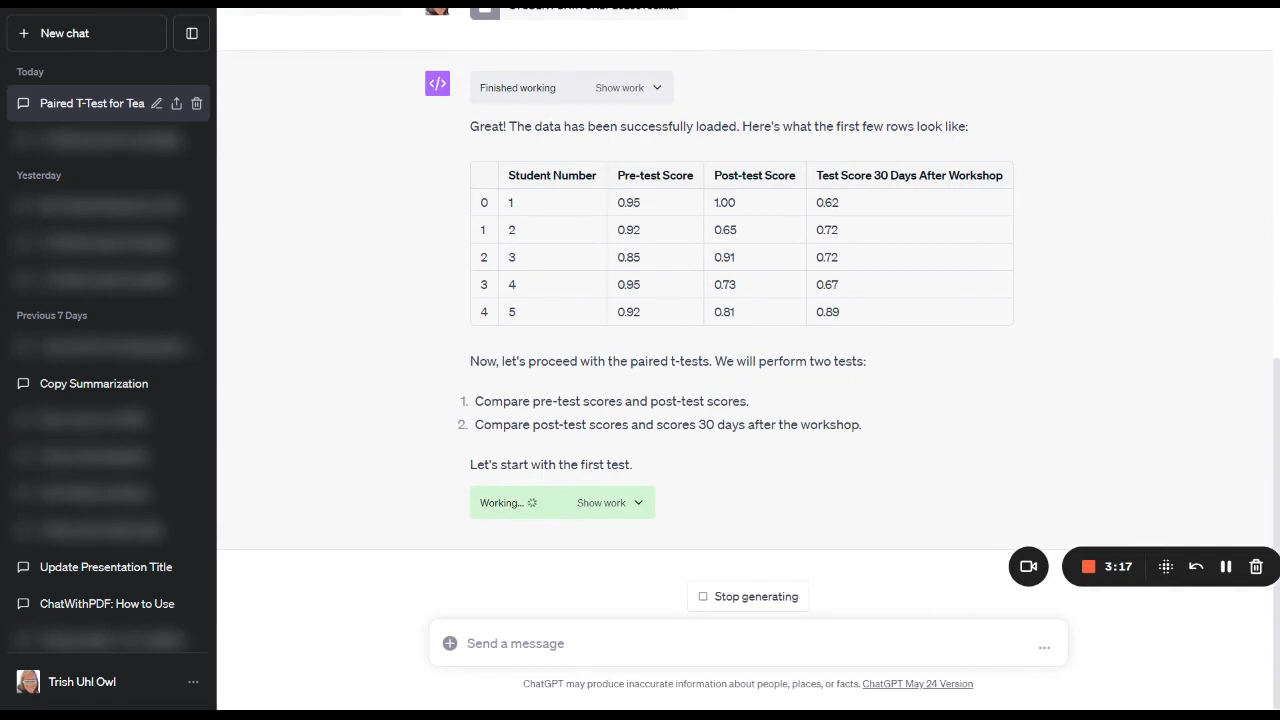 New chat
Today
Paired T-Test for Tea
Yesterday
Previous 7 Days
Copy Summarization
Update Presentation Title
ChatWithPDF: How to Use
Trish Uhl Owl
Finished working Show work
Great! The data has been successfully loaded. Here's what the first few rows look like:
Student Number Pre-test Score Post-test Score Test Score 30 Days After Workshop
0 1 0.95 1.00 0.62
1 2 0.92 0.65 0.72
2 3 0.85 0.91 0.72
3 4 0.95 0.73 0.67
4 5 0.92 0.81 0.89
Now, let's proceed with the paired t-tests. We will perform two tests:
1. Compare pre-test scores and post-test scores.
2. Compare post-test scores and scores 30 days after the workshop.
Let's start with the first test.
Working... Show work
3:17
Stop generating
Send a message
ChatGPT may produce inaccurate information about people, places, or facts. ChatGPT May 24 Version